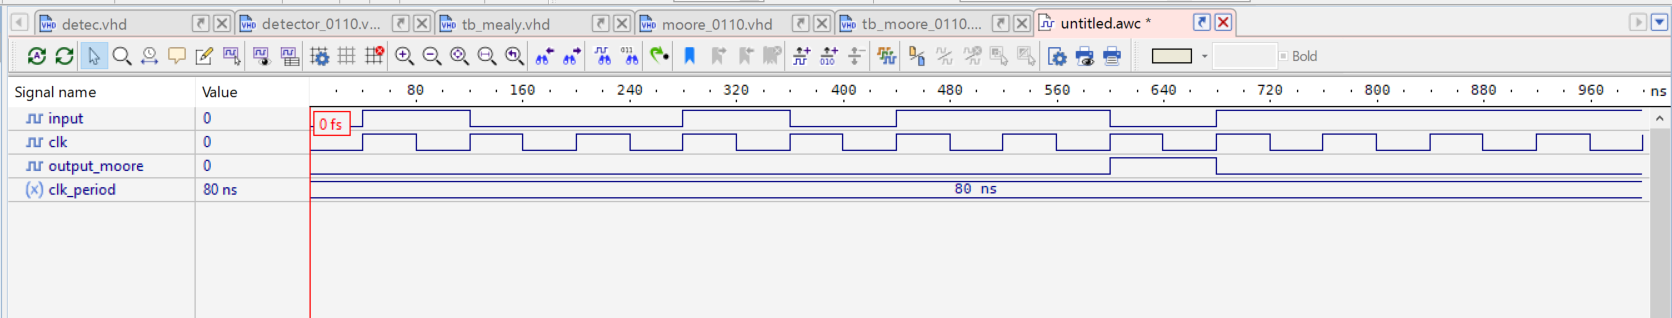 detec.vhd detector_0110.v... tb_mealy.vhd moore_0110.vhd tb_moore_0110.... untitled.awc *
Bold
Signal name Value 80 160 240 320 400 480 560 640 720 800 880 960 ns
input 0 0 fs
clk 0
output_moore 0
clk_period 80 ns 80 ns